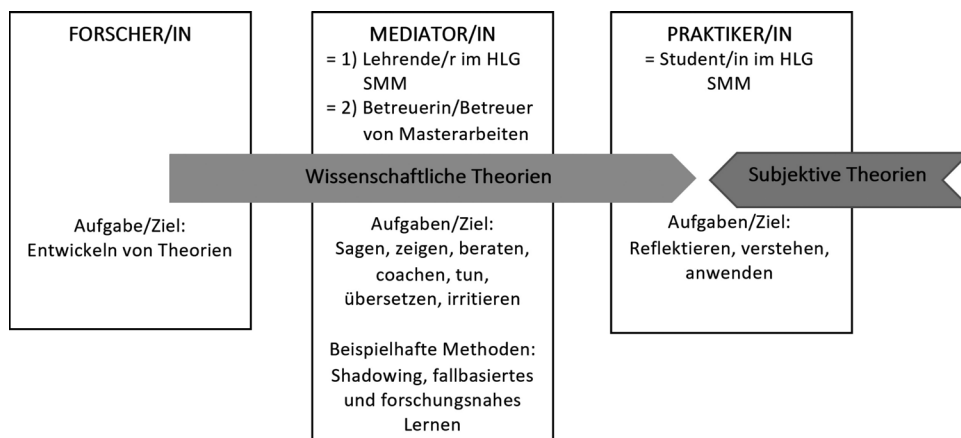 FORSCHER/IN
Aufgabe/Ziel:
Entwickeln von Theorien
MEDIATOR/IN
= 1) Lehrende/r im HLG
SMM
= 2) Betreuerin/Betreuer
von Masterarbeiten
Wissenschaftliche Theorien
Aufgaben/Ziel:
Sagen, zeigen, beraten,
coachen, tun,
übersetzen, irritieren
Beispielhafte Methoden:
Shadowing, fallbasiertes
und forschungsnahes
Lernen
PRAKTIKER/IN
= Student/in im HLG
SMM
Subjektive Theorien
Aufgaben/Ziel:
Reflektieren, verstehen,
anwenden